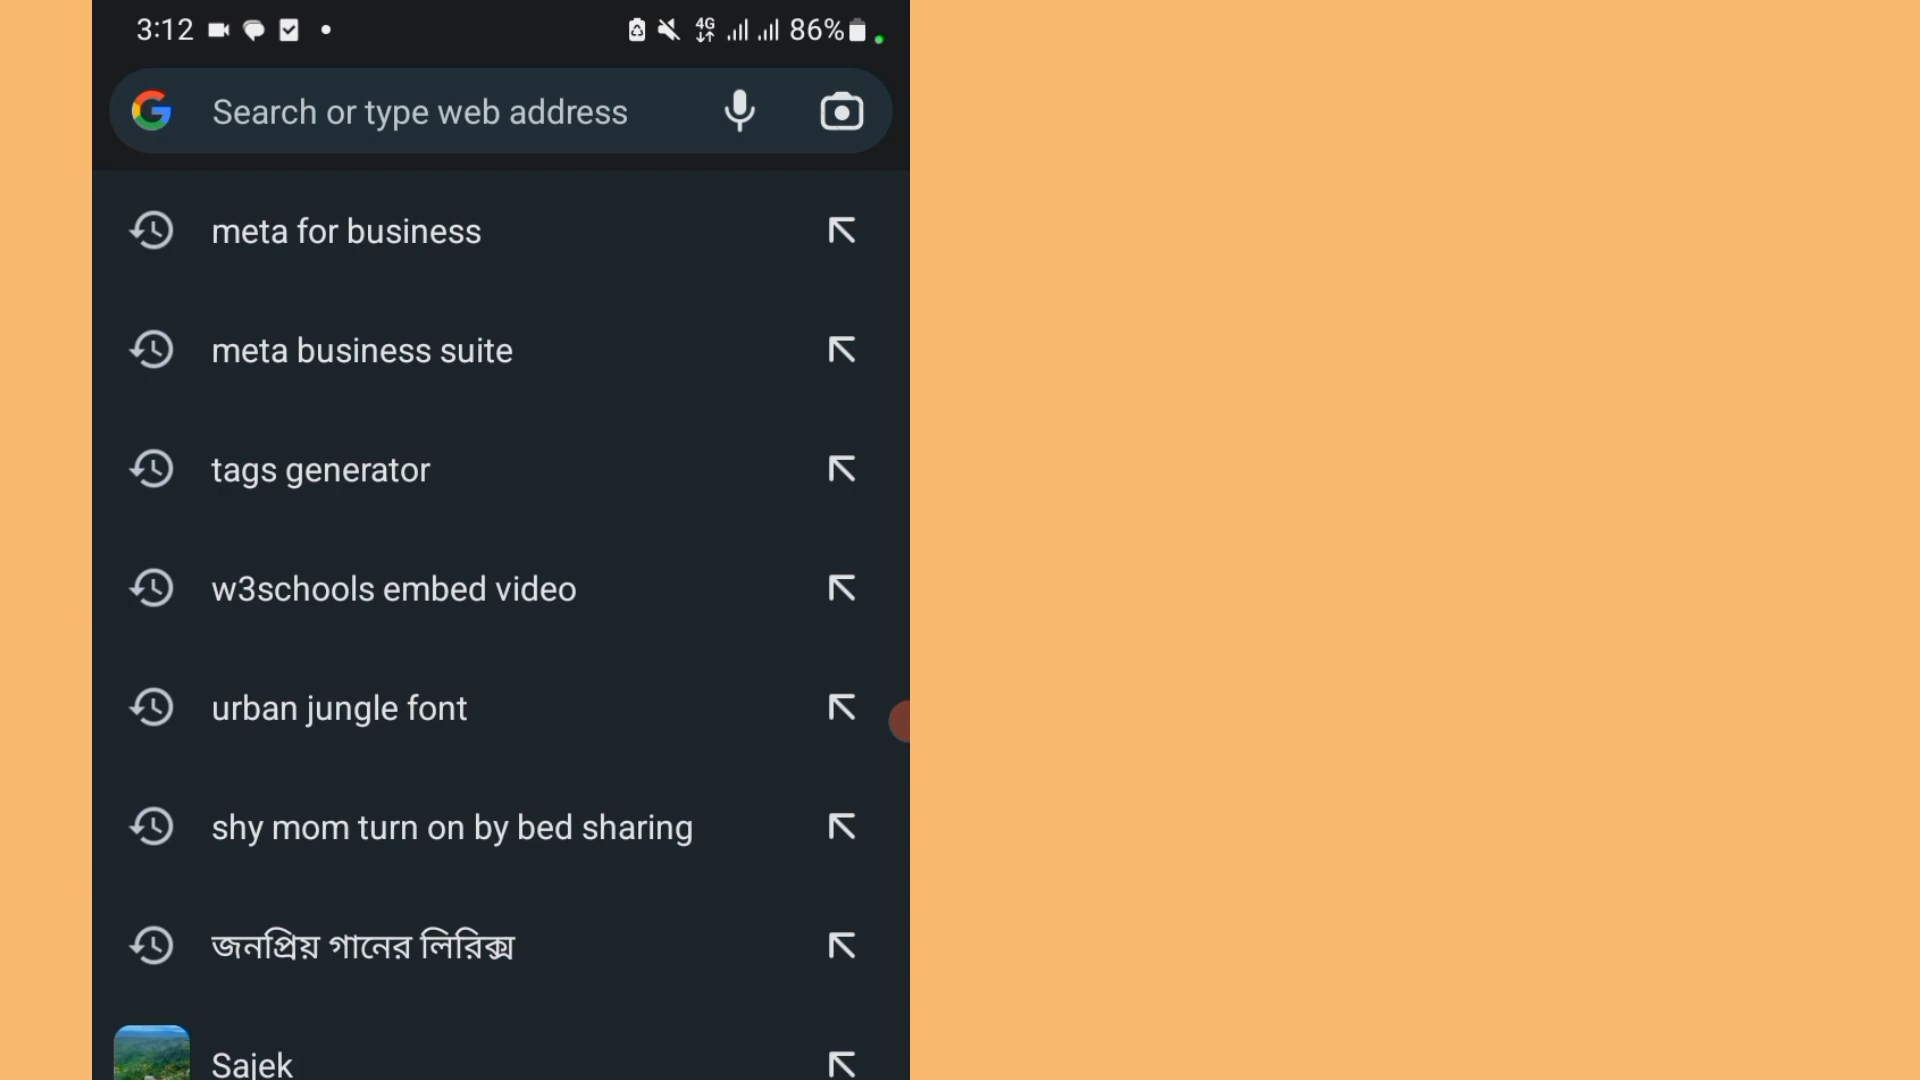 3:12 4G 86%
Search or type web address
meta for business
meta business suite
tags generator
w3schools embed video
urban jungle font
shy mom turn on by bed sharing
জনপ্রিয় গানের লিরিক্স
Sajek